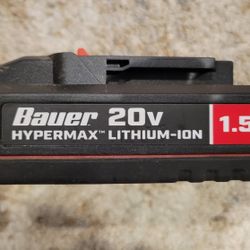 Bauer 20v
HYPERMAX™ LITHIUM-ION
1.5